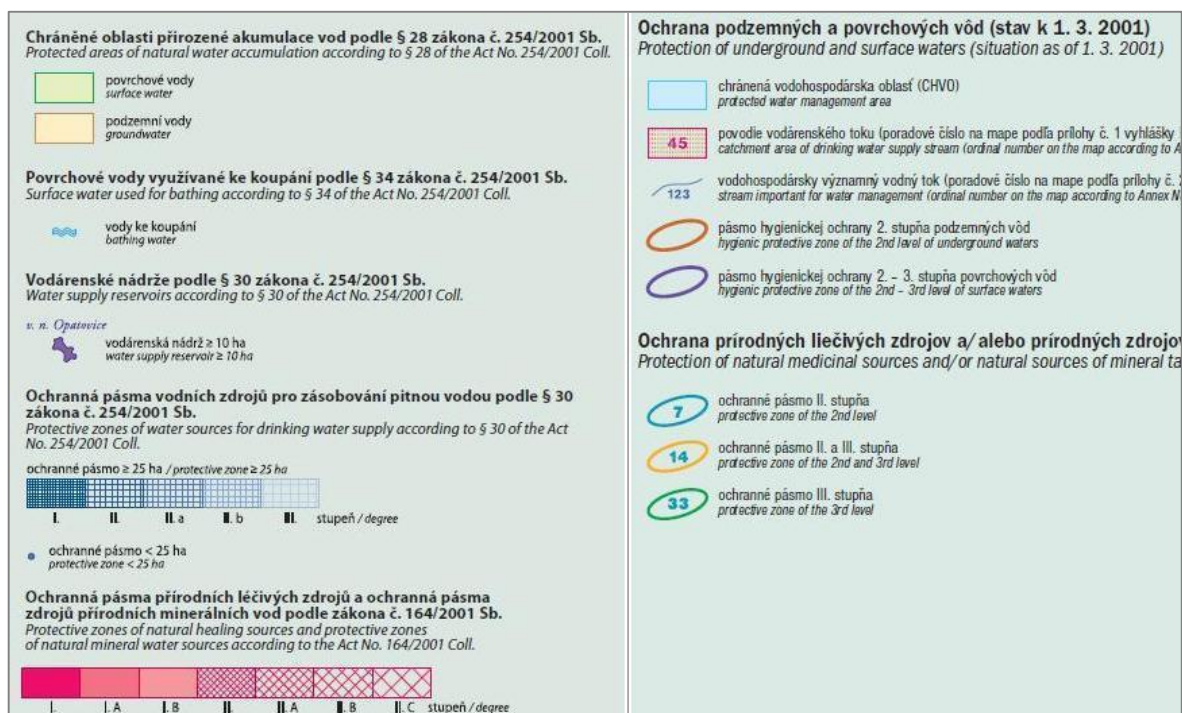 Chráněné oblasti přirozené akumulace vod podle § 28 zákona č. 254/2001 Sb.
Protected areas of natural water accumulation according to § 28 of the Act No. 254/2001 Coll.
povrchové vody
surface water
podzemní vody
groundwater
Povrchové vody využívané ke koupání podle § 34 zákona č. 254/2001 Sb.
Surface water used for bathing according to § 34 of the Act No. 254/2001 Coll.
vody ke koupání
bathing water
Vodárenské nádrže podle § 30 zákona č. 254/2001 Sb.
Water supply reservoirs according to § 30 of the Act No. 254/2001 Coll.
v. n. Opatovice
vodárenská nádrž ≥ 10 ha
water supply reservoir ≥ 10 ha
Ochranná pásma vodních zdrojů pro zásobování pitnou vodou podle § 30
zákona č. 254/2001 Sb.
Protective zones of water sources for drinking water supply according to § 30 of the Act
No. 254/2001 Coll.
ochranné pásmo ≥ 25 ha / protective zone ≥ 25 ha
I. II. II. a II. b III. stupeň / degree
ochranné pásmo < 25 ha
protective zone < 25 ha
Ochranná pásma přírodních léčivých zdrojů a ochranná pásma
zdrojů přírodních minerálních vod podle zákona č. 164/2001 Sb.
Protective zones of natural healing sources and protective zones
of natural mineral water sources according to the Act No. 164/2001 Coll.
I. I. A I. B II. II. A II. B II. C stupeň / degree
Ochrana podzemných a povrchových vôd (stav k 1. 3. 2001)
Protection of underground and surface waters (situation as of 1. 3. 2001)
chránená vodohospodárska oblasť (CHVO)
protected water management area
45 povodie vodárenského toku (poradové číslo na mape podľa prílohy č. 1 vyhlášky
catchment area of drinking water supply stream (ordinal number on the map according to A
123 vodohospodársky významný vodný tok (poradové číslo na mape podľa prílohy č. 2
stream important for water management (ordinal number on the map according to Annex N
pásmo hygienickej ochrany 2. stupňa podzemných vôd
hygienic protective zone of the 2nd level of underground waters
pásmo hygienickej ochrany 2. – 3. stupňa povrchových vôd
hygienic protective zone of the 2nd – 3rd level of surface waters
Ochrana prírodných liečivých zdrojov a/alebo prírodných zdrojov
Protection of natural medicinal sources and/or natural sources of mineral ta
7 ochranné pásmo II. stupňa
protective zone of the 2nd level
14 ochranné pásmo II. a III. stupňa
protective zone of the 2nd and 3rd level
33 ochranné pásmo III. stupňa
protective zone of the 3rd level